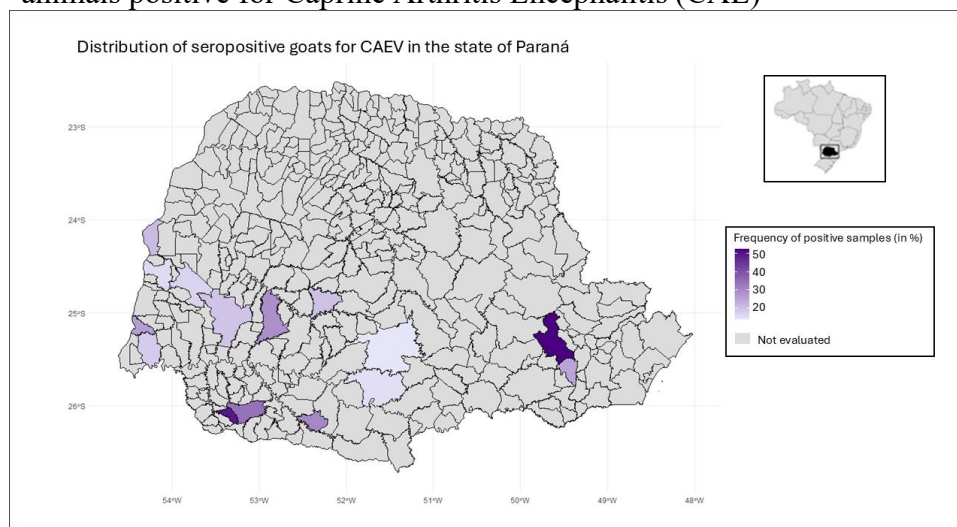 animals positive for Caprine Arthritis Encephalitis (CAE)
Distribution of seropositive goats for CAEV in the state of Paraná
23°S
24°S
25°S
26°S
54°W 53°W 52°W 51°W 50°W 49°W 48°W
Frequency of positive samples (in %)
50
40
30
20
Not evaluated